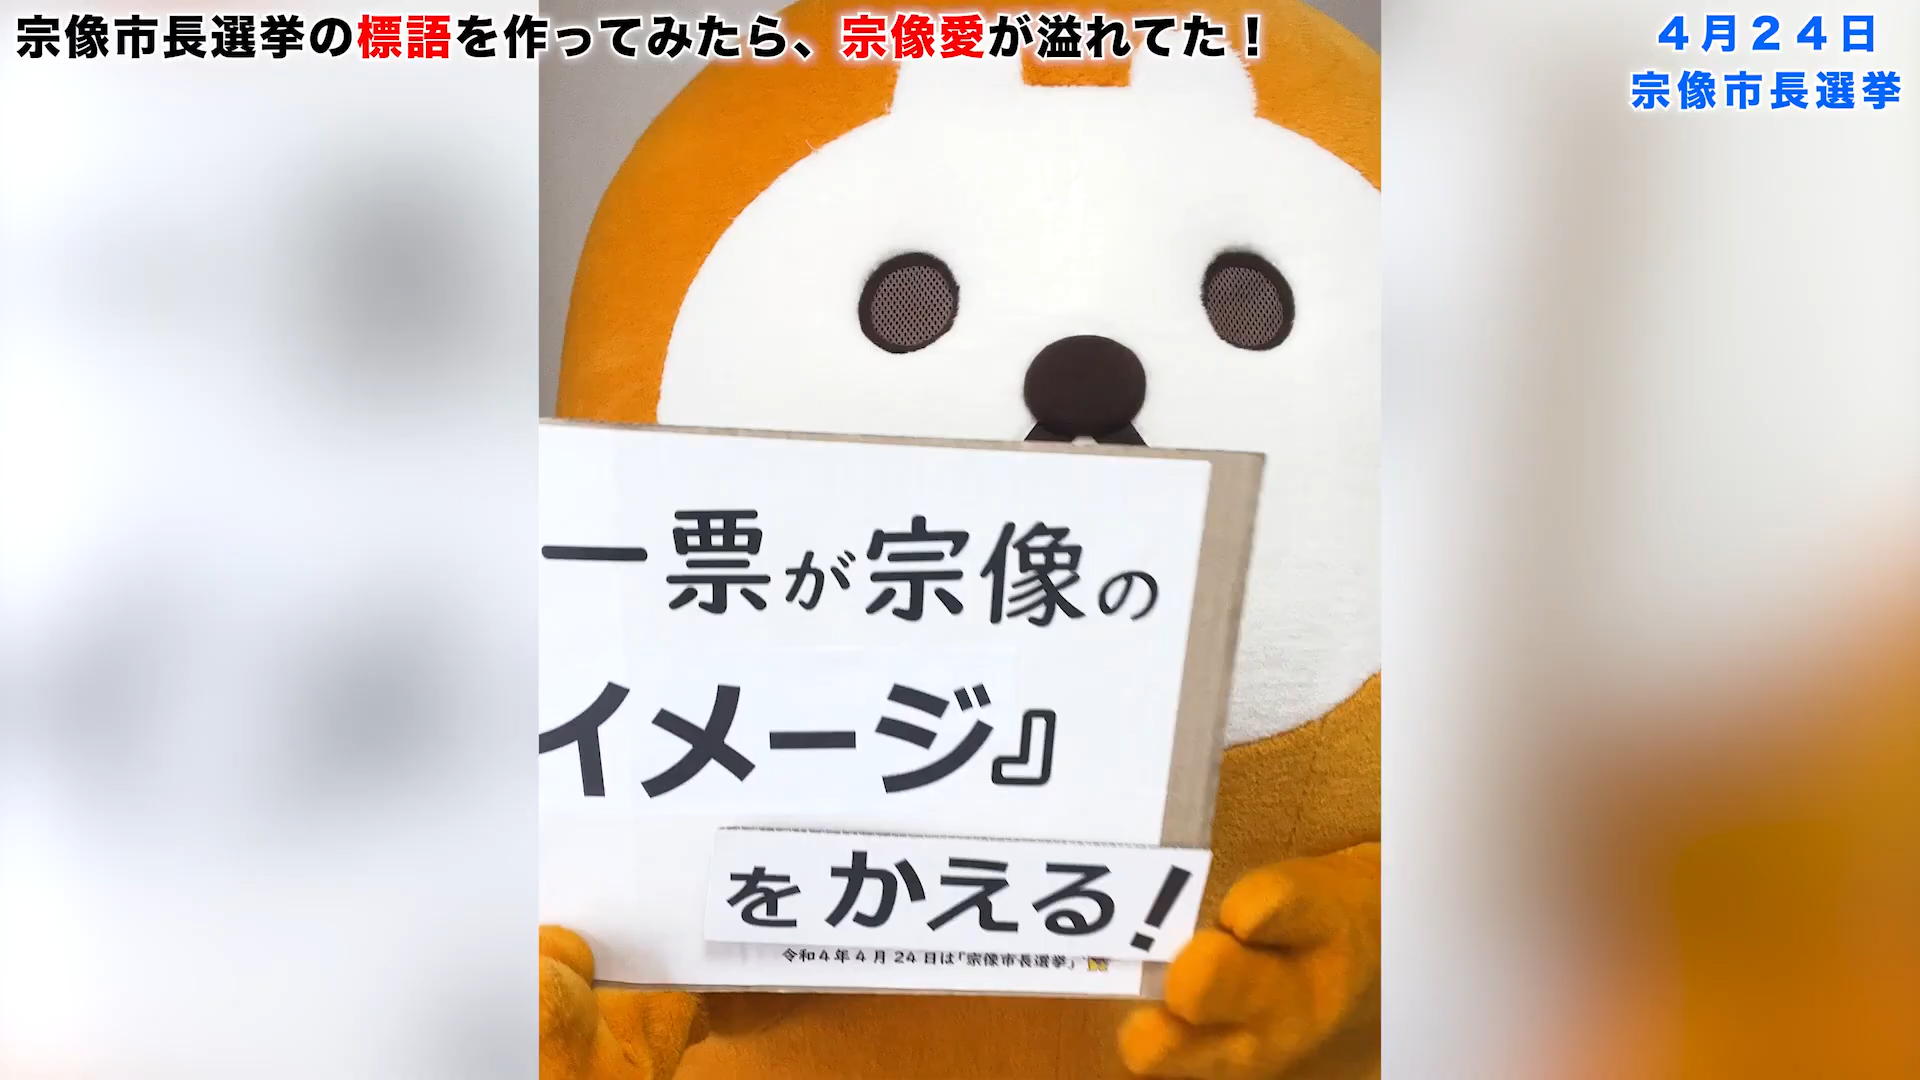 宗像市長選挙の標語を作ってみたら、宗像愛が溢れてた！
４月２４日
宗像市長選挙
一票が宗像の
イメージ』
をかえる!
令和4年4月24日は「宗像市長選挙」